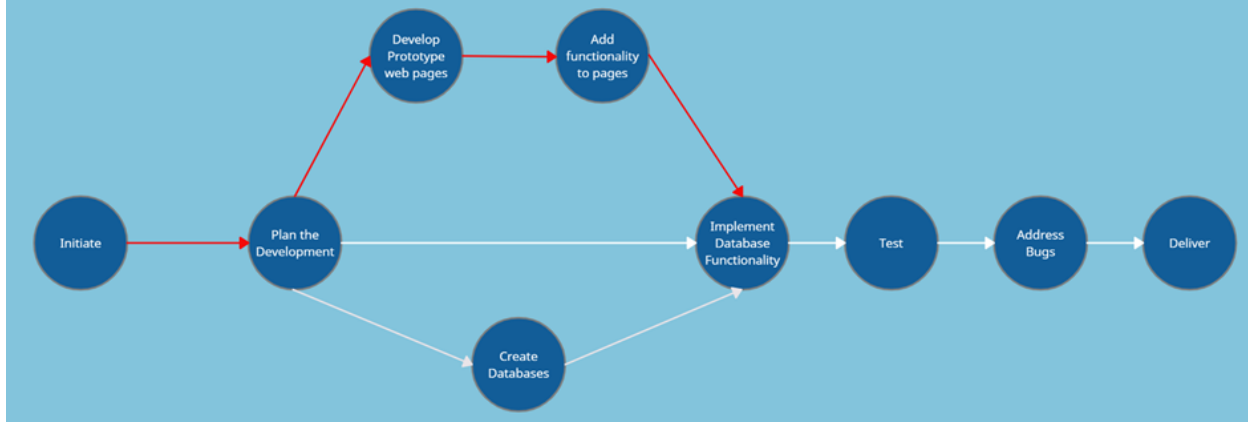 Develop
Prototype
web pages
Add
functionality
to pages
Initiate
Plan the
Development
Implement
Database
Functionality
Test
Address
Bugs
Deliver
Create
Databases